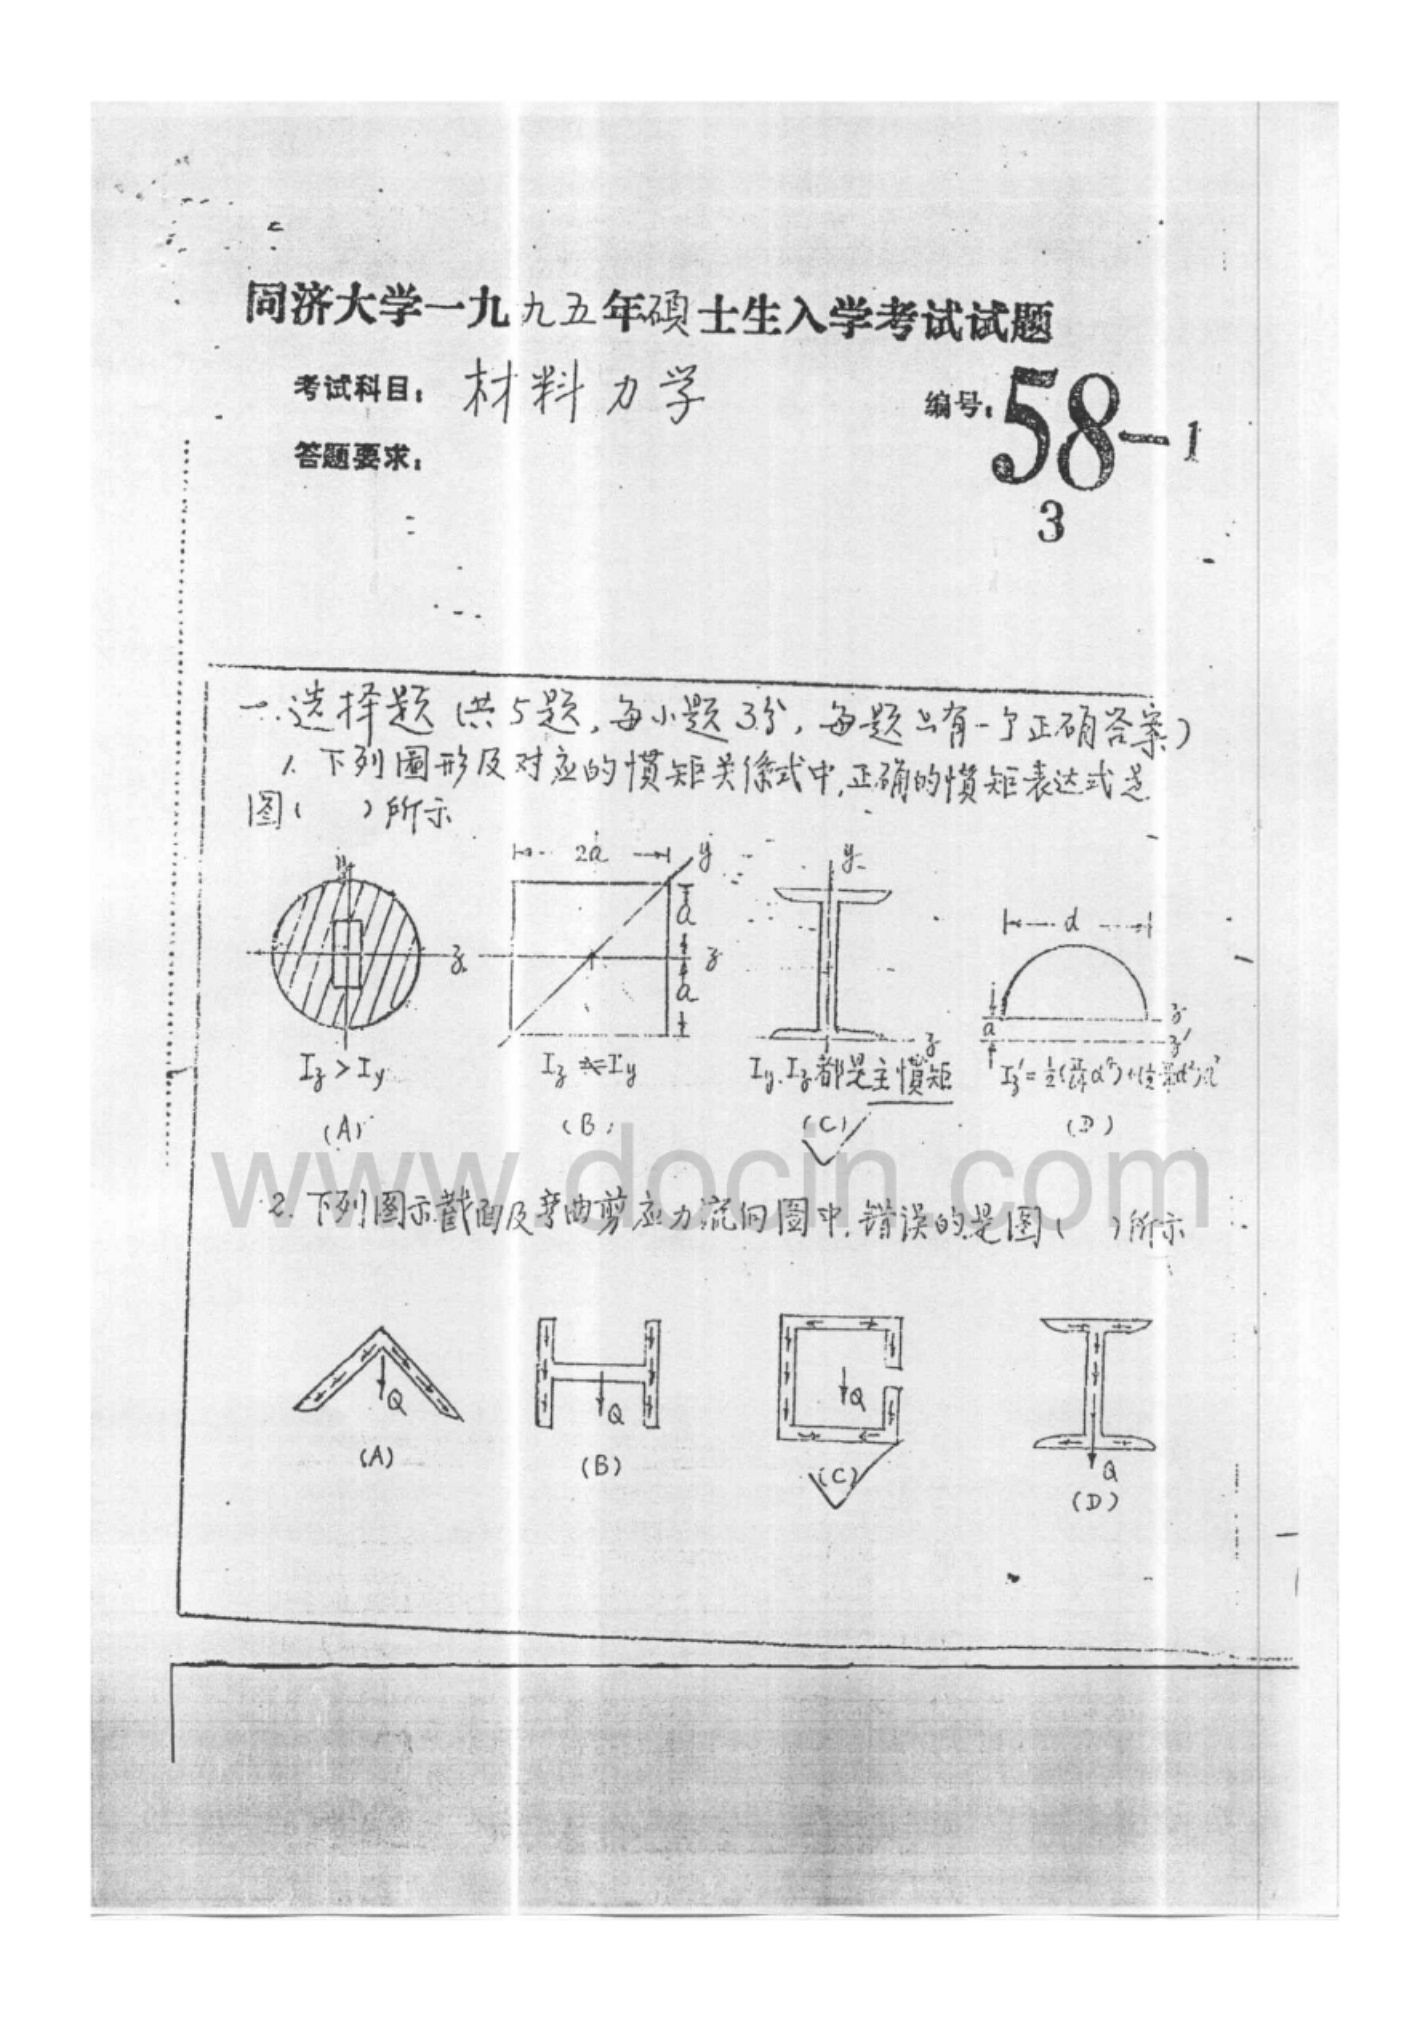 同济大学一九九五年硕士生入学考试试题
考试科目： 材料力学
编号： 58-1
3
答题要求：
一.选择题 (共5题,每小题3分,每题只有一个正确答案)
1. 下列图形及对应的惯矩关系式中,正确的惯矩表达式是
图( )所示
y z
Iz > Iy
(A)
2a y a z a
(B)
y z
Iy.Iz都是主惯矩
(C)
d a z z'
(D)
www.docin.com
2. 下列图示截面及弯曲剪应力流向图中.错误的是图( )所示
Q
(A)
Q
(B)
Q
(C)
Q
(D)